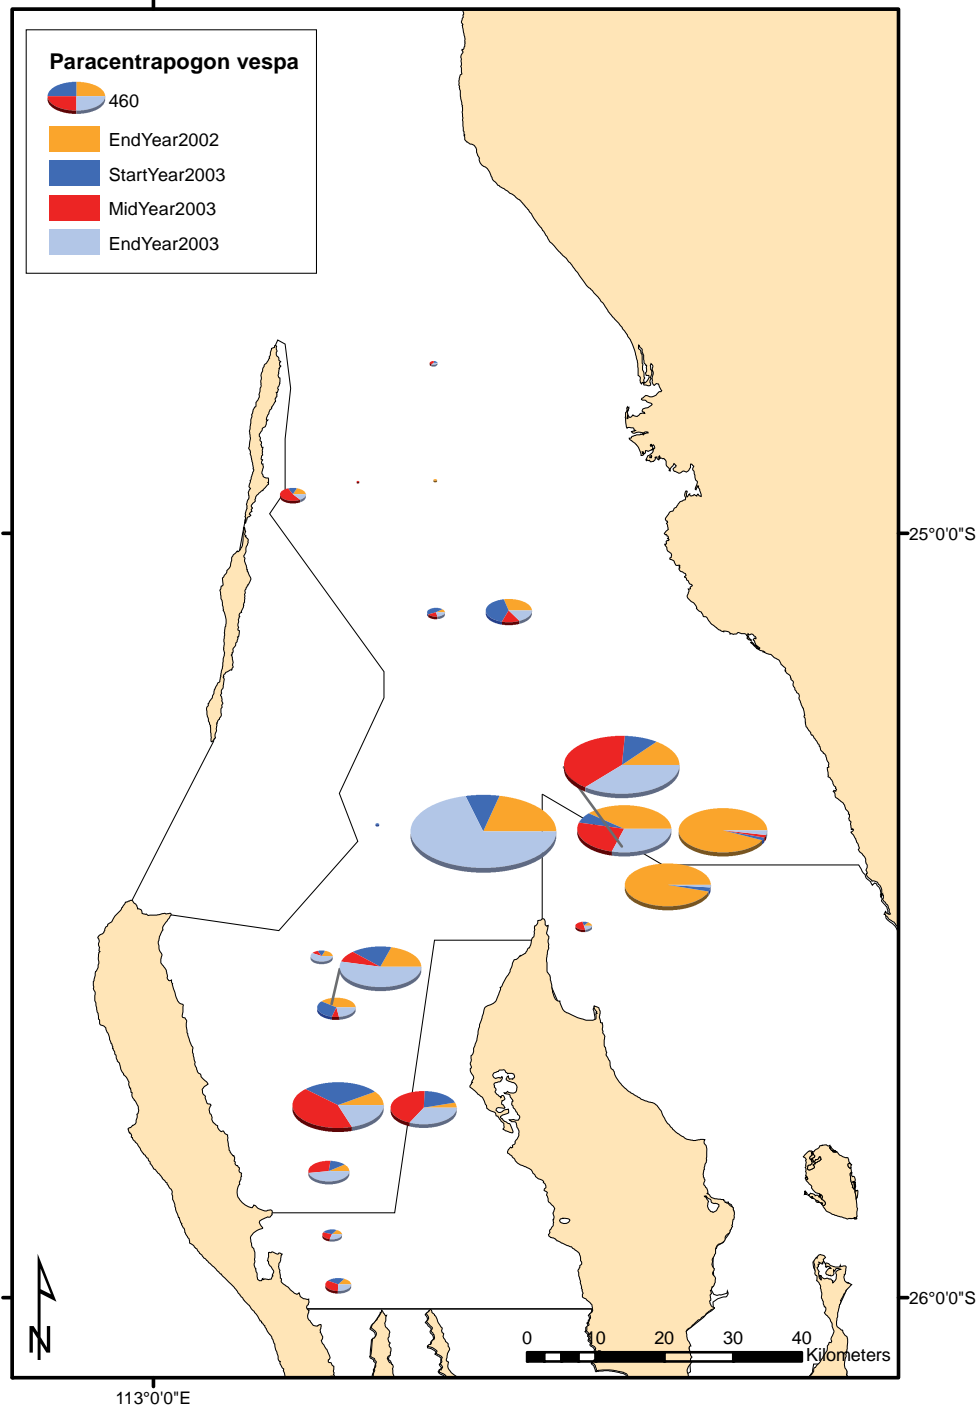 Paracentrapogon vespa
460
EndYear2002
StartYear2003
MidYear2003
EndYear2003
25°0'0"S
26°0'0"S
N
0 10 20 30 40
Kilometers
113°0'0"E